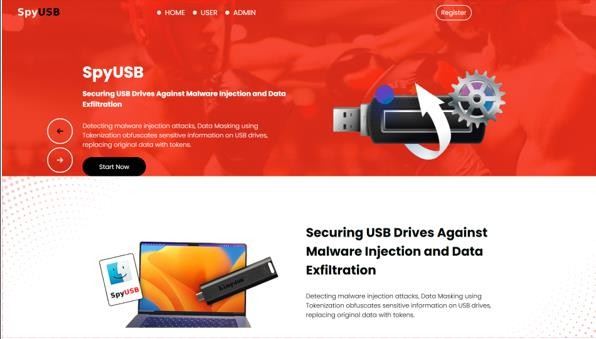 SpyUSB
HOME USER ADMIN
Register
SpyUSB
Securing USB Drives Against Malware Injection and Data
Exfiltration
Detecting malware injection attacks, Data Masking using
Tokenization obfuscates sensitive information on USB drives,
replacing original data with tokens.
Start Now
SpyUSB
Kingston
Securing USB Drives Against
Malware Injection and Data
Exfiltration
Detecting malware injection attacks, Data Masking using
Tokenization obfuscates sensitive information on USB drives,
replacing original data with tokens.